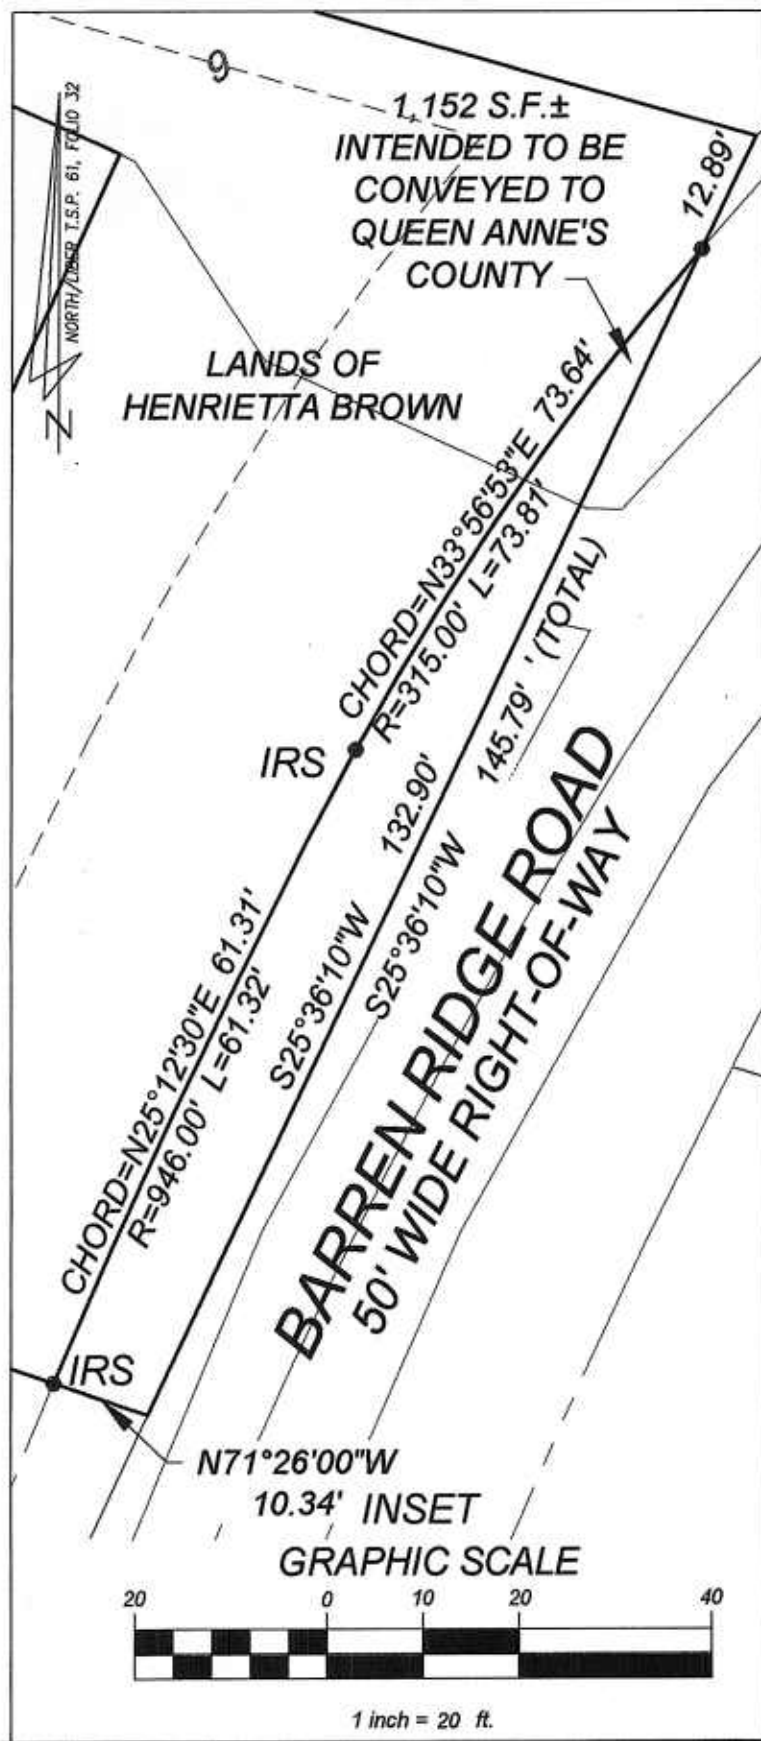 9
1,152 S.F.±
INTENDED TO BE
CONVEYED TO
QUEEN ANNE'S
COUNTY
12.89'
NORTH/LIBER T.S.P. 61, FOLIO 32
N
LANDS OF
HENRIETTA BROWN
CHORD=N33°56'53"E 73.64'
R=315.00' L=73.81'
145.79' ' (TOTAL)
IRS
132.90'
S25°36'10"W
S25°36'10"W
BARREN RIDGE ROAD
50' WIDE RIGHT-OF-WAY
CHORD=N25°12'30"E 61.31'
R=946.00' L=61.32'
IRS
N71°26'00"W
10.34'
INSET
GRAPHIC SCALE
20 0 10 20 40
1 inch = 20 ft.